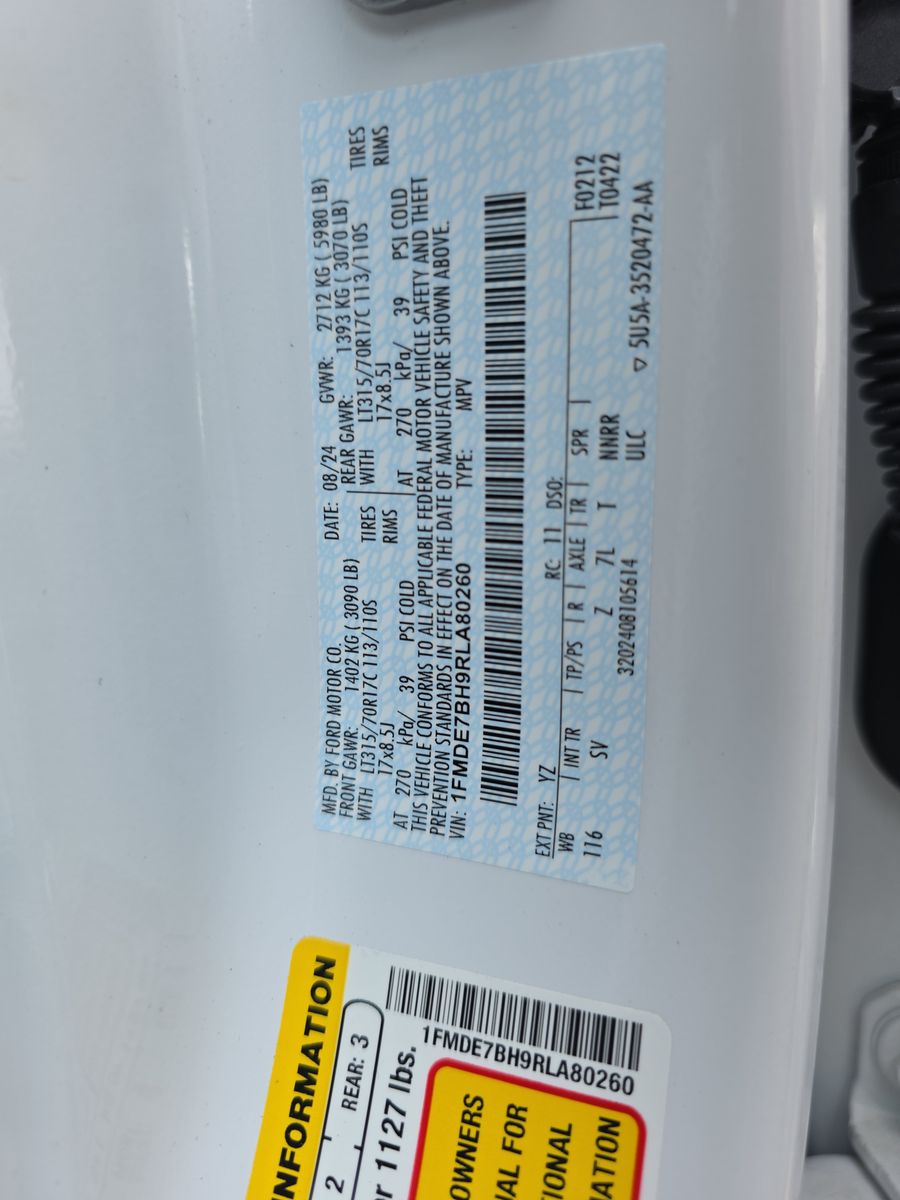 MFD. BY FORD MOTOR CO. DATE: 08/24 GVWR: 2712 KG ( 5980 LB)
FRONT GAWR: 1402 KG ( 3090 LB) REAR GAWR: 1393 KG ( 3070 LB)
WITH LT315/70R17C 113/110S TIRES WITH LT315/70R17C 113/110S TIRES
17x8.5J RIMS 17x8.5J RIMS
AT 270 kPa/ 39 PSI COLD AT 270 kPa/ 39 PSI COLD
THIS VEHICLE CONFORMS TO ALL APPLICABLE FEDERAL MOTOR VEHICLE SAFETY AND THEFT
PREVENTION STANDARDS IN EFFECT ON THE DATE OF MANUFACTURE SHOWN ABOVE.
VIN: 1FMDE7BH9RLA80260 TYPE: MPV
EXT PNT: YZ RC: 11 DSO: F0212
WB | INT TR | TP/PS | R | AXLE | TR | SPR | T0422
116 SV Z 7L T NNRR
3202408105614 ULC ▽ 5U5A-3520472-AA
INFORMATION
2 REAR: 3
1127 lbs.
1FMDE7BH9RLA80260
OWNERS
FOR